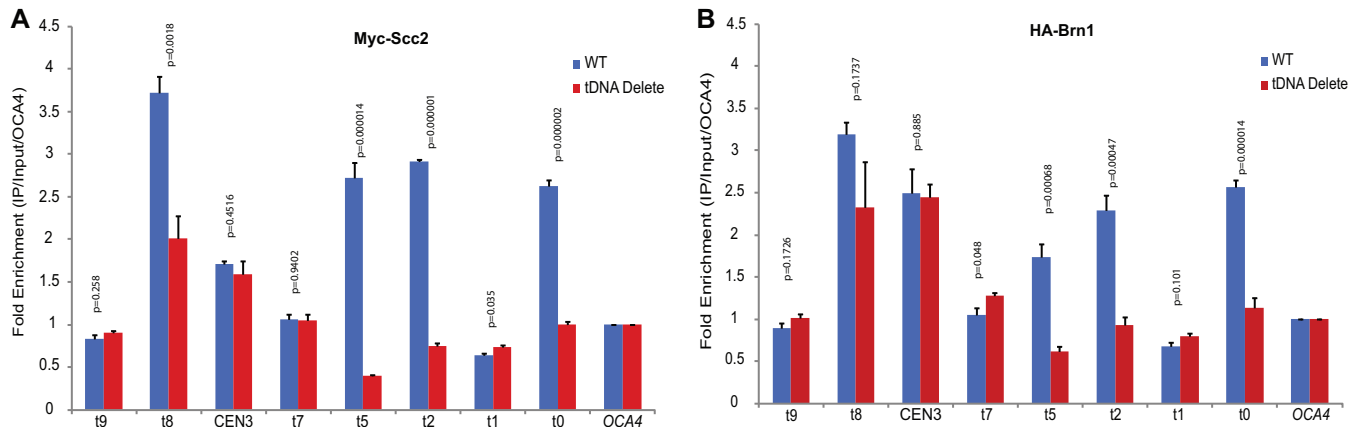 A
Myc-Scc2
WT
tDNA Delete
Fold Enrichment (IP/Input/OCA4)
4.5
4
3.5
3
2.5
2
1.5
1
0.5
0
p=0.258
p=0.0018
p=0.4516
p=0.9402
p=0.000014
p=0.000001
p=0.035
p=0.000002
t9
t8
CEN3
t7
t5
t2
t1
t0
OCA4
B
HA-Brn1
WT
tDNA Delete
Fold Enrichment (IP/Input/OCA4)
4.5
4
3.5
3
2.5
2
1.5
1
0.5
0
p=0.1726
p=0.1737
p=0.885
p=0.048
p=0.00068
p=0.00047
p=0.101
p=0.000014
t9
t8
CEN3
t7
t5
t2
t1
t0
OCA4